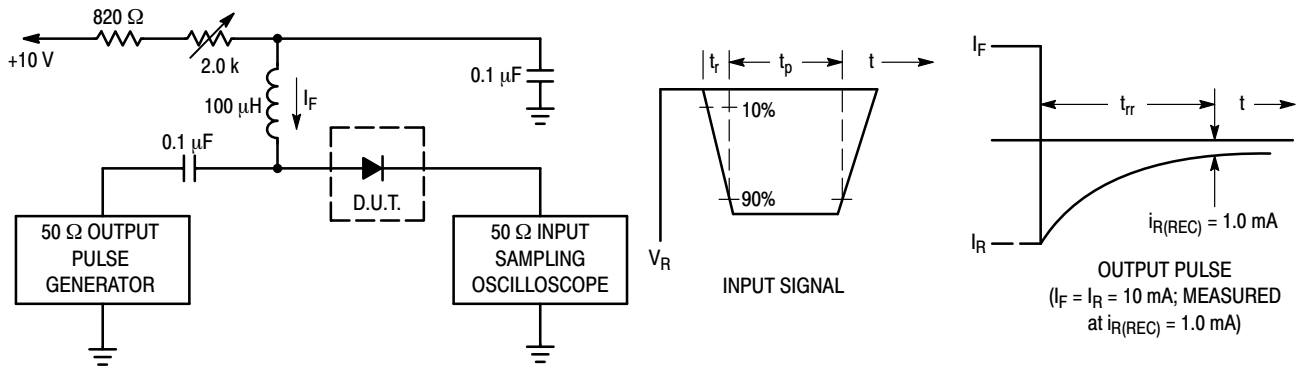 820 Ω
+10 V
2.0 k
100 µH
I_F
0.1 µF
0.1 µF
D.U.T.
50 Ω OUTPUT
PULSE
GENERATOR
50 Ω INPUT
SAMPLING
OSCILLOSCOPE
t_r
t_p
t
10%
90%
V_R
INPUT SIGNAL
I_F
t_rr
t
I_R
i_R(REC) = 1.0 mA
OUTPUT PULSE
(I_F = I_R = 10 mA; MEASURED
at i_R(REC) = 1.0 mA)